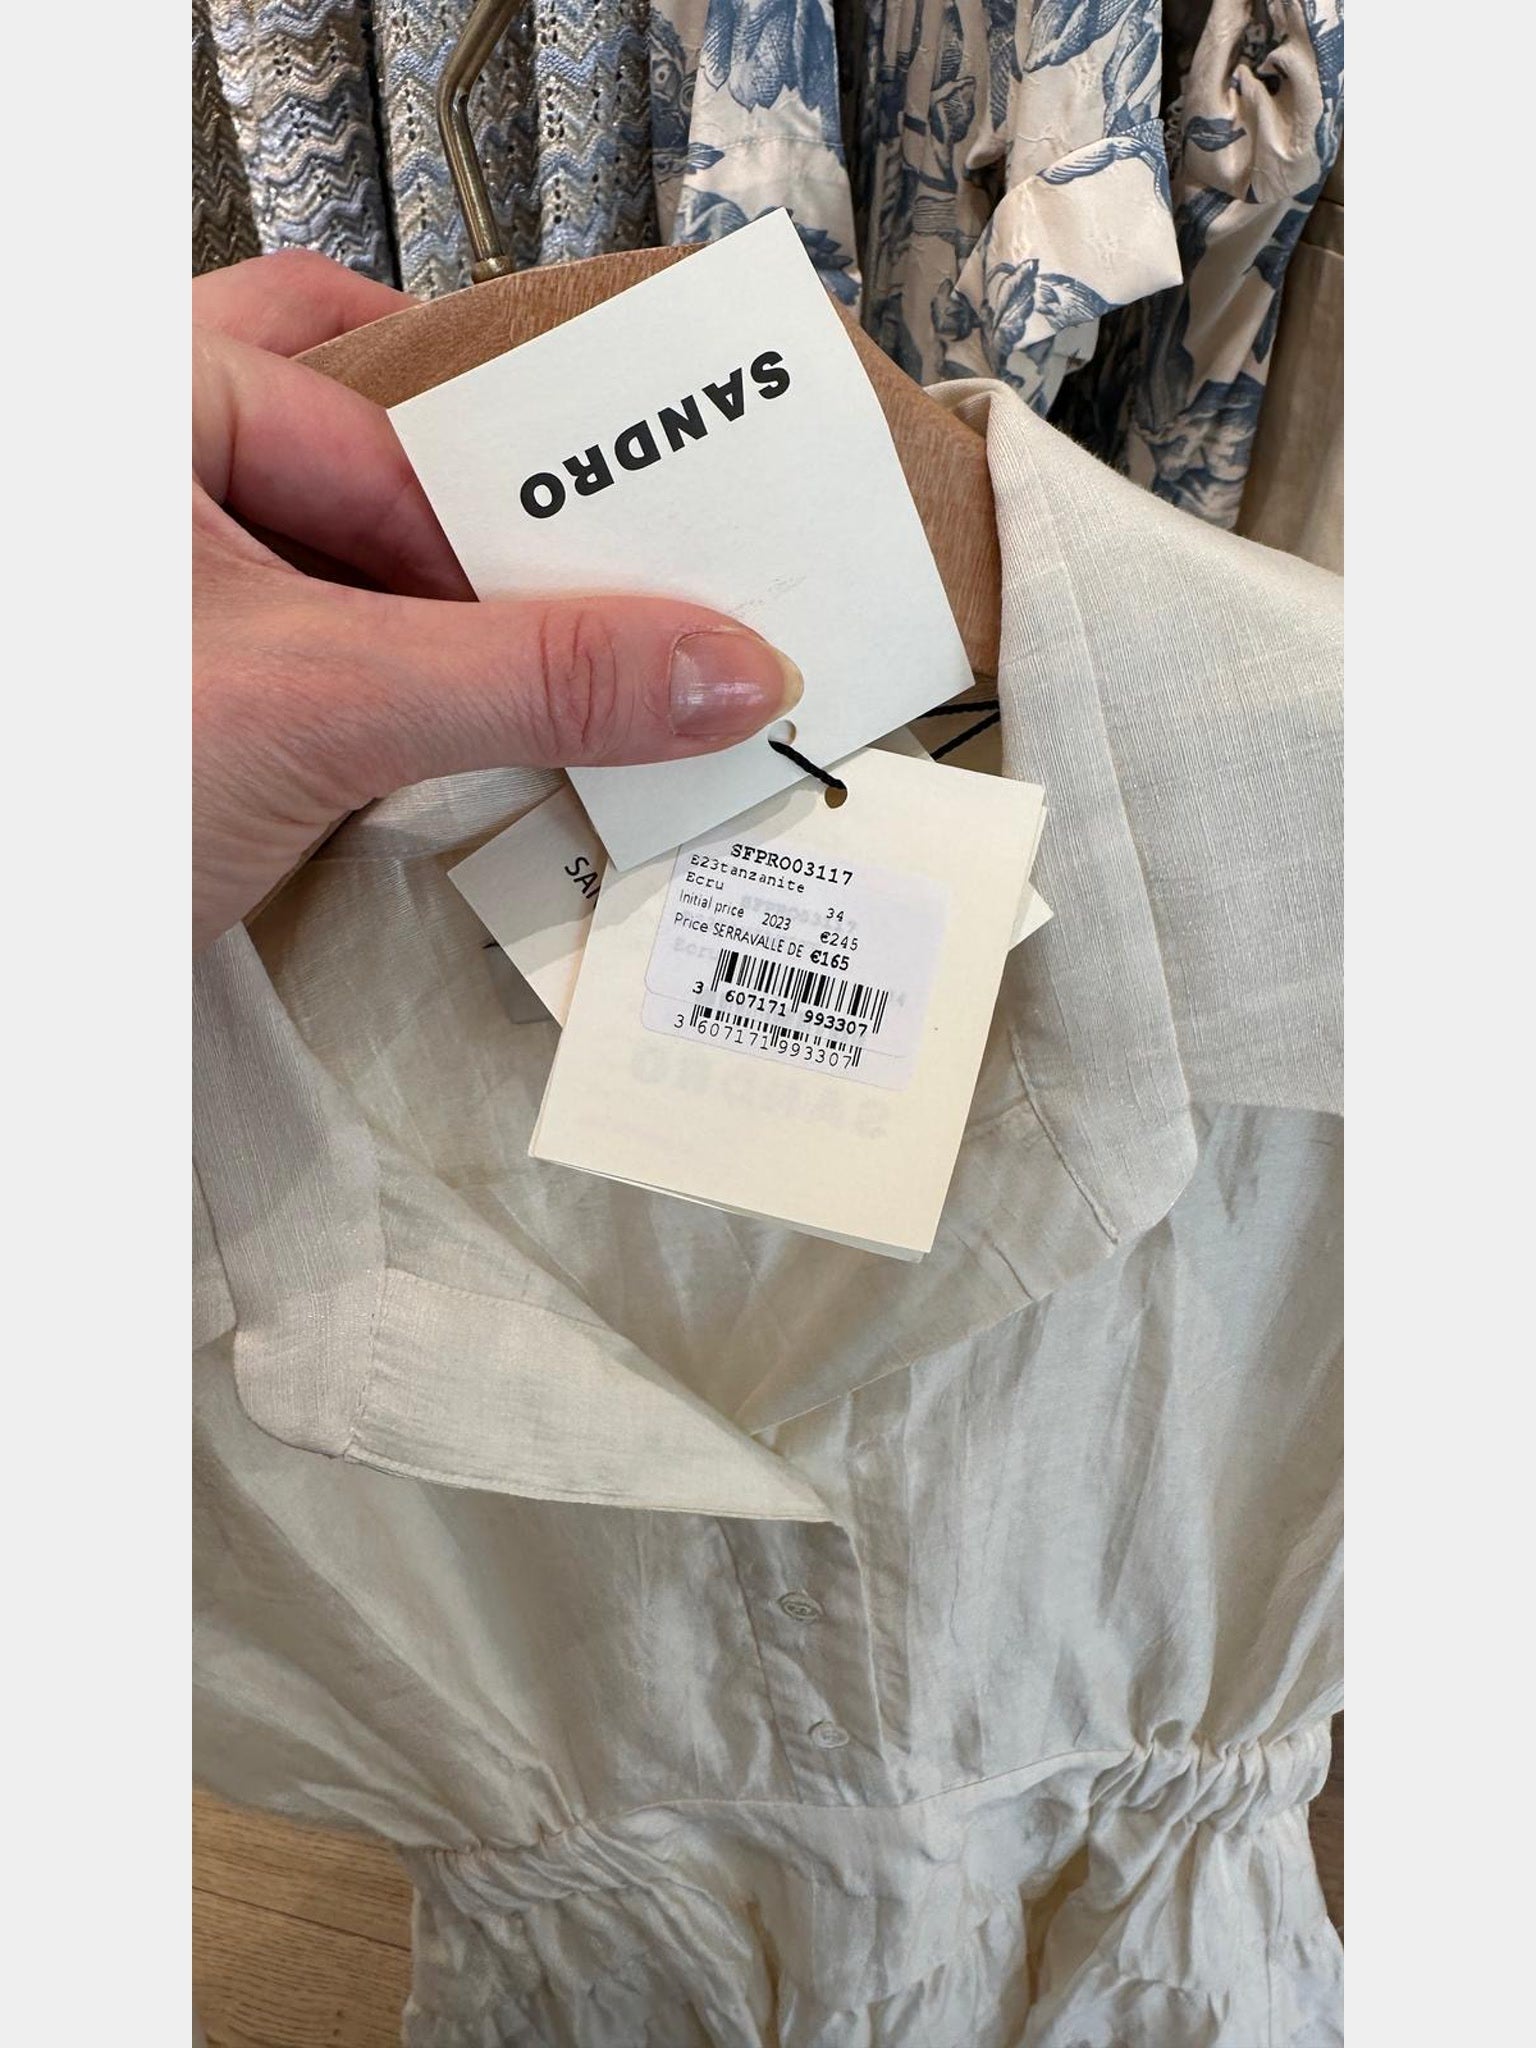 SANDRO
SFPRO03117
E23tanzanite
Ecru 34
Initial price 2023 €245
Price SERRAVALLE DE €165
3 607171 993307
3 607171 993307